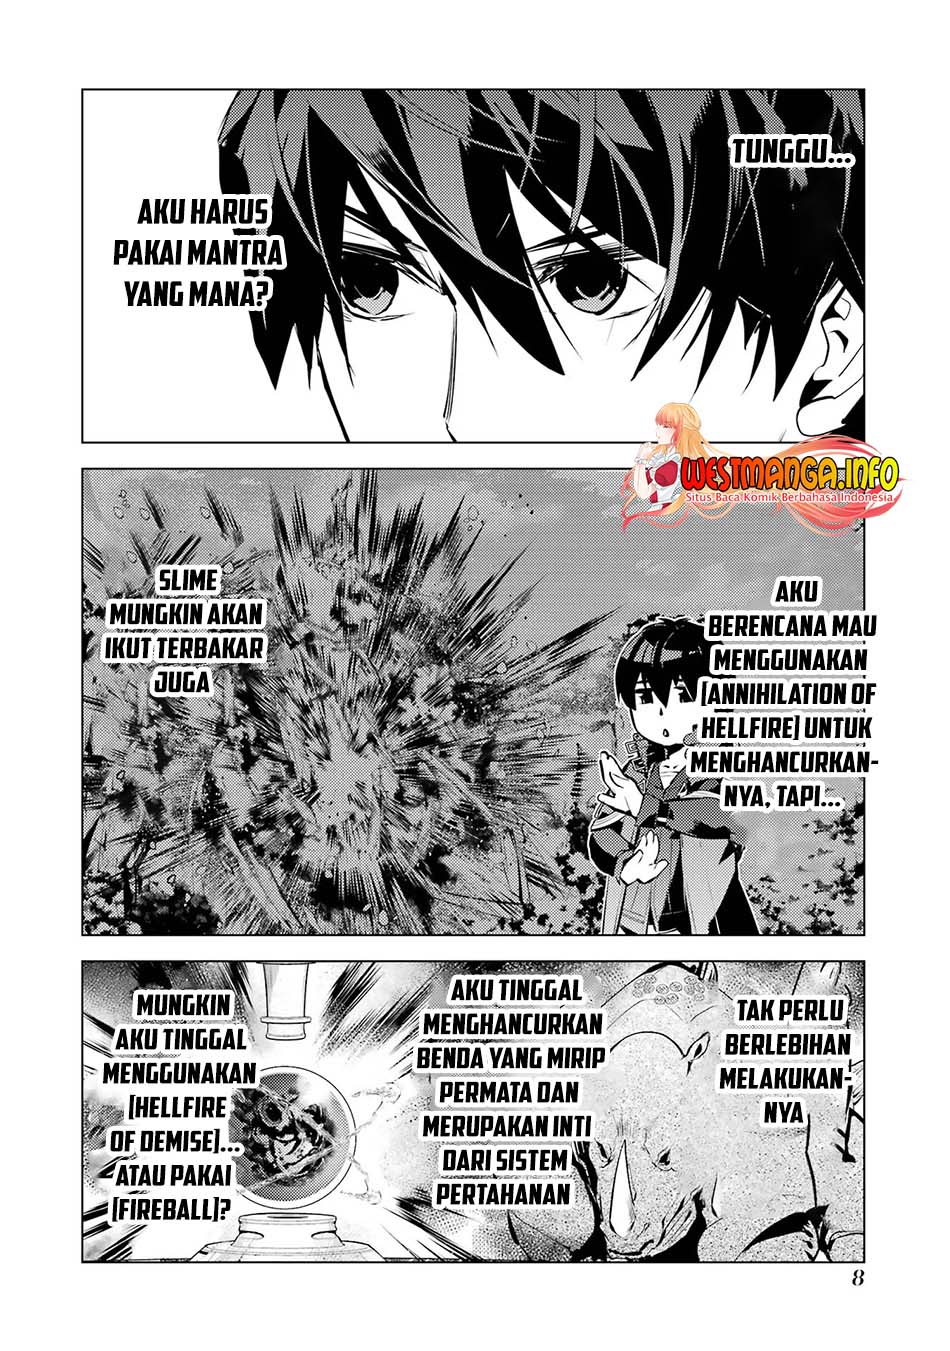 TUNGGU...
AKU HARUS
PAKAI MANTRA
YANG MANA?
WESTMANGA.INFO
Situs Baca Komik Berbahasa Indonesia
AKU
BERENCANA MAU
MENGGUNAKAN
[ANNIHILATION OF
HELLFIRE] UNTUK
MENGHANCURKAN-
NYA, TAPI...
SLIME
MUNGKIN AKAN
IKUT TERBAKAR
JUGA
TAK PERLU
BERLEBIHAN
MELAKUKAN-
NYA
AKU TINGGAL
MENGHANCURKAN
BENDA YANG MIRIP
PERMATA DAN
MERUPAKAN INTI
DARI SISTEM
PERTAHANAN
MUNGKIN
AKU TINGGAL
MENGGUNAKAN
[HELLFIRE
OF DEMISE]...
ATAU PAKAI
[FIREBALL]?
8